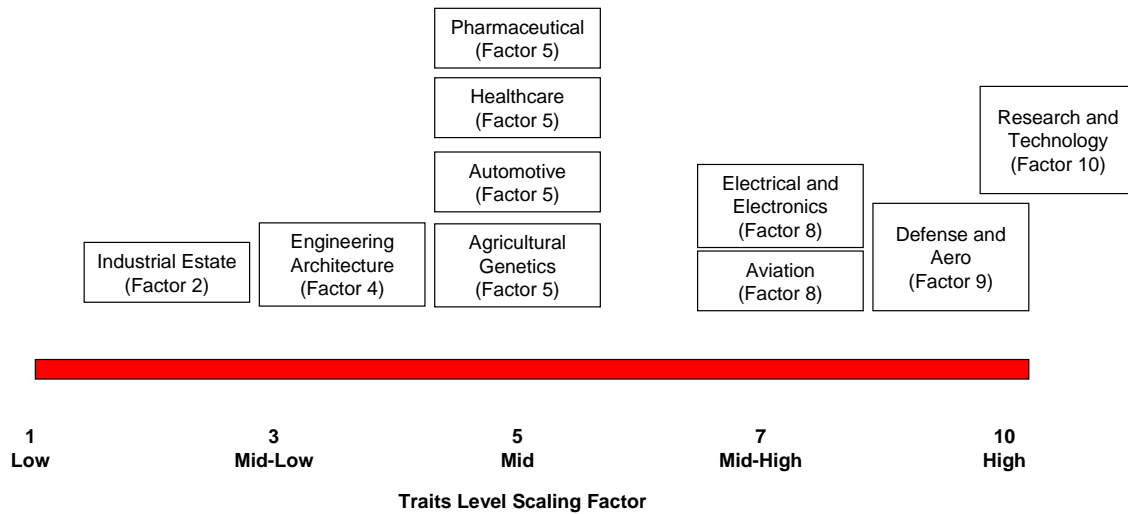 Pharmaceutical
(Factor 5)
Healthcare
(Factor 5)
Automotive
(Factor 5)
Agricultural
Genetics
(Factor 5)
Industrial Estate
(Factor 2)
Engineering
Architecture
(Factor 4)
Electrical and
Electronics
(Factor 8)
Aviation
(Factor 8)
Defense and
Aero
(Factor 9)
Research and
Technology
(Factor 10)
1
Low
3
Mid-Low
5
Mid
7
Mid-High
10
High
Traits Level Scaling Factor